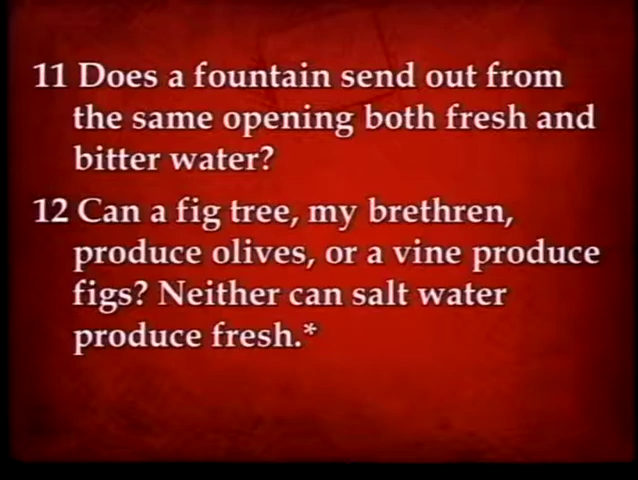 11 Does a fountain send out from
the same opening both fresh and
bitter water?
12 Can a fig tree, my brethren,
produce olives, or a vine produce
figs? Neither can salt water
produce fresh.*